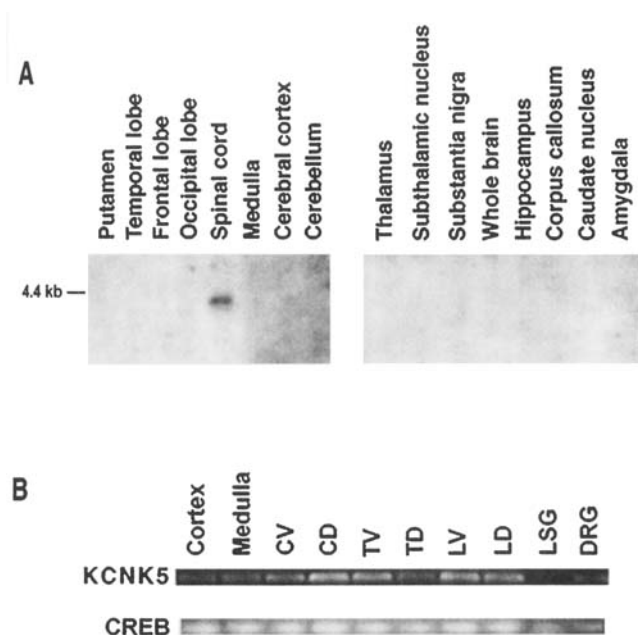 A
Putamen
Temporal lobe
Frontal lobe
Occipital lobe
Spinal cord
Medulla
Cerebral cortex
Cerebellum
Thalamus
Subthalamic nucleus
Substantia nigra
Whole brain
Hippocampus
Corpus callosum
Caudate nucleus
Amygdala
4.4 kb
B
Cortex
Medulla
CV
CD
TV
TD
LV
LD
LSG
DRG
KCNK5
CREB